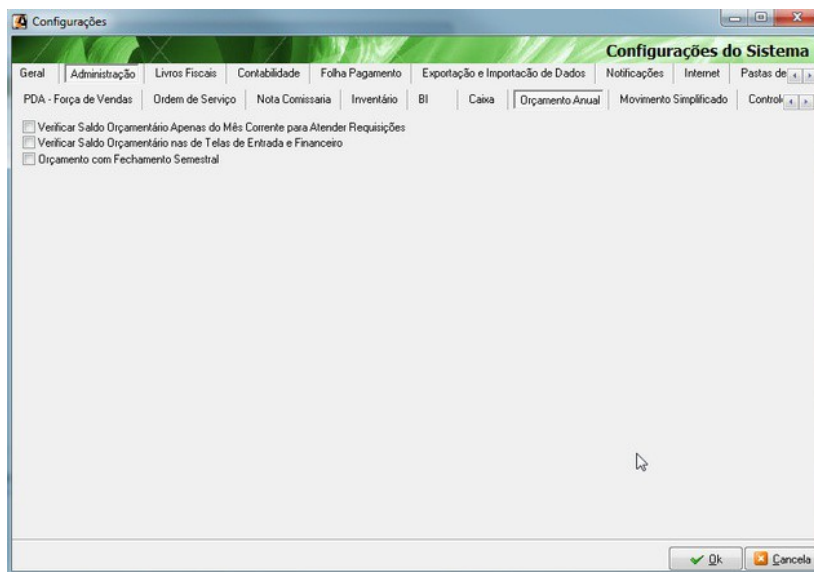 Configurações
Configurações do Sistema
Geral Administração Livros Fiscais Contabilidade Folha Pagamento Exportação e Importacão de Dados Notificações Internet Pastas de
PDA - Força de Vendas Ordem de Serviço Nota Comissaria Inventário BI Caixa Orçamento Anual Movimento Simplificado Control
Verificar Saldo Orçamentário Apenas do Mês Corrente para Atender Requisições
Verificar Saldo Orçamentário nas de Telas de Entrada e Financeiro
Orçamento com Fechamento Semestral
Ok Cancela